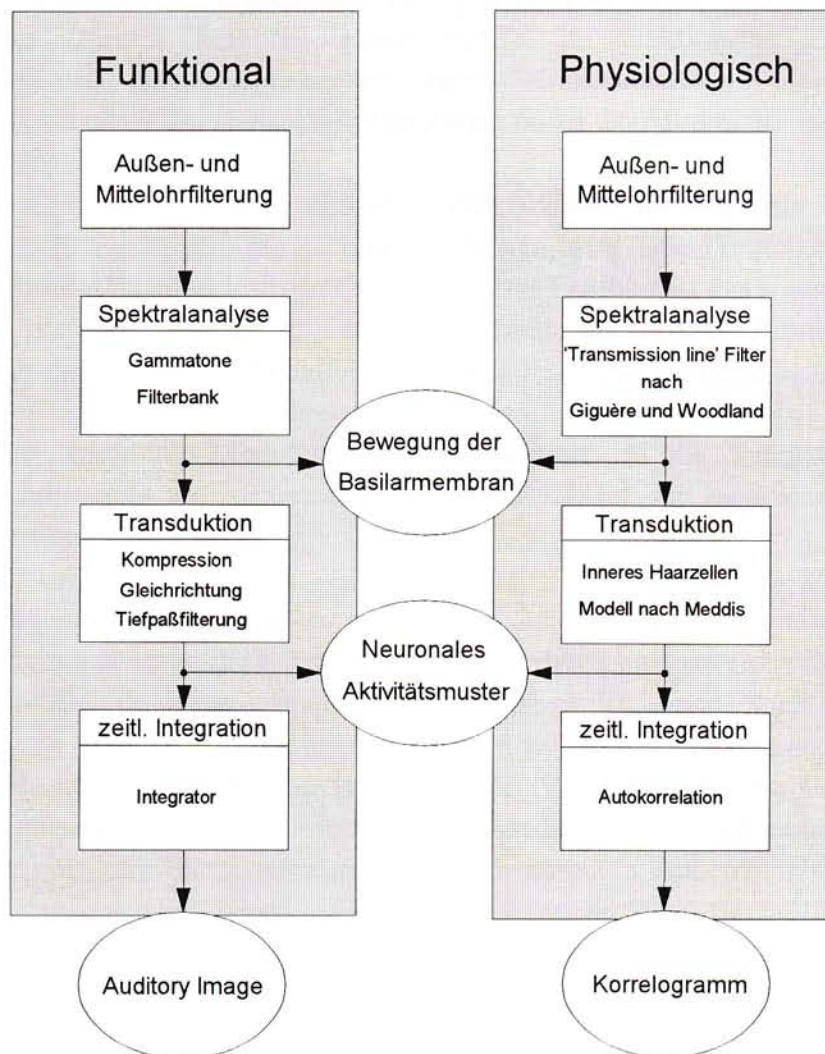 Funktional
Außen- und
Mittelohrfilterung
Spektralanalyse
Gammatone
Filterbank
Transduktion
Kompression
Gleichrichtung
Tiefpaßfilterung
zeitl. Integration
Integrator
Auditory Image
Bewegung der
Basilarmembran
Neuronales
Aktivitätsmuster
Physiologisch
Außen- und
Mittelohrfilterung
Spektralanalyse
'Transmission line' Filter
nach
Giguère und Woodland
Transduktion
Inneres Haarzellen
Modell nach Meddis
zeitl. Integration
Autokorrelation
Korrelogramm